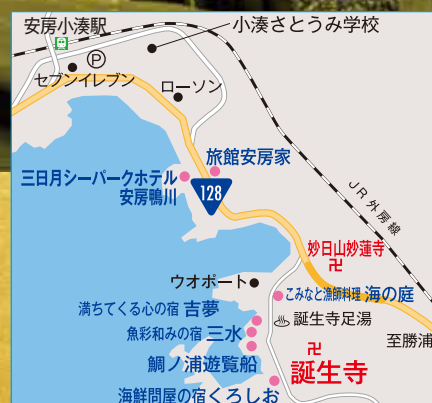 安房小湊駅
小湊さとうみ学校
P
セブンイレブン
ローソン
旅館安房家
三日月シーパークホテル
安房鴨川
128
JR外房線
妙日山妙蓮寺
卍
ウオポート
こみなと漁師料理 海の庭
満ちてくる心の宿 吉夢
誕生寺足湯
魚彩和みの宿 三水
至勝浦
鯛ノ浦遊覧船
卍
誕生寺
海鮮問屋の宿くろしお